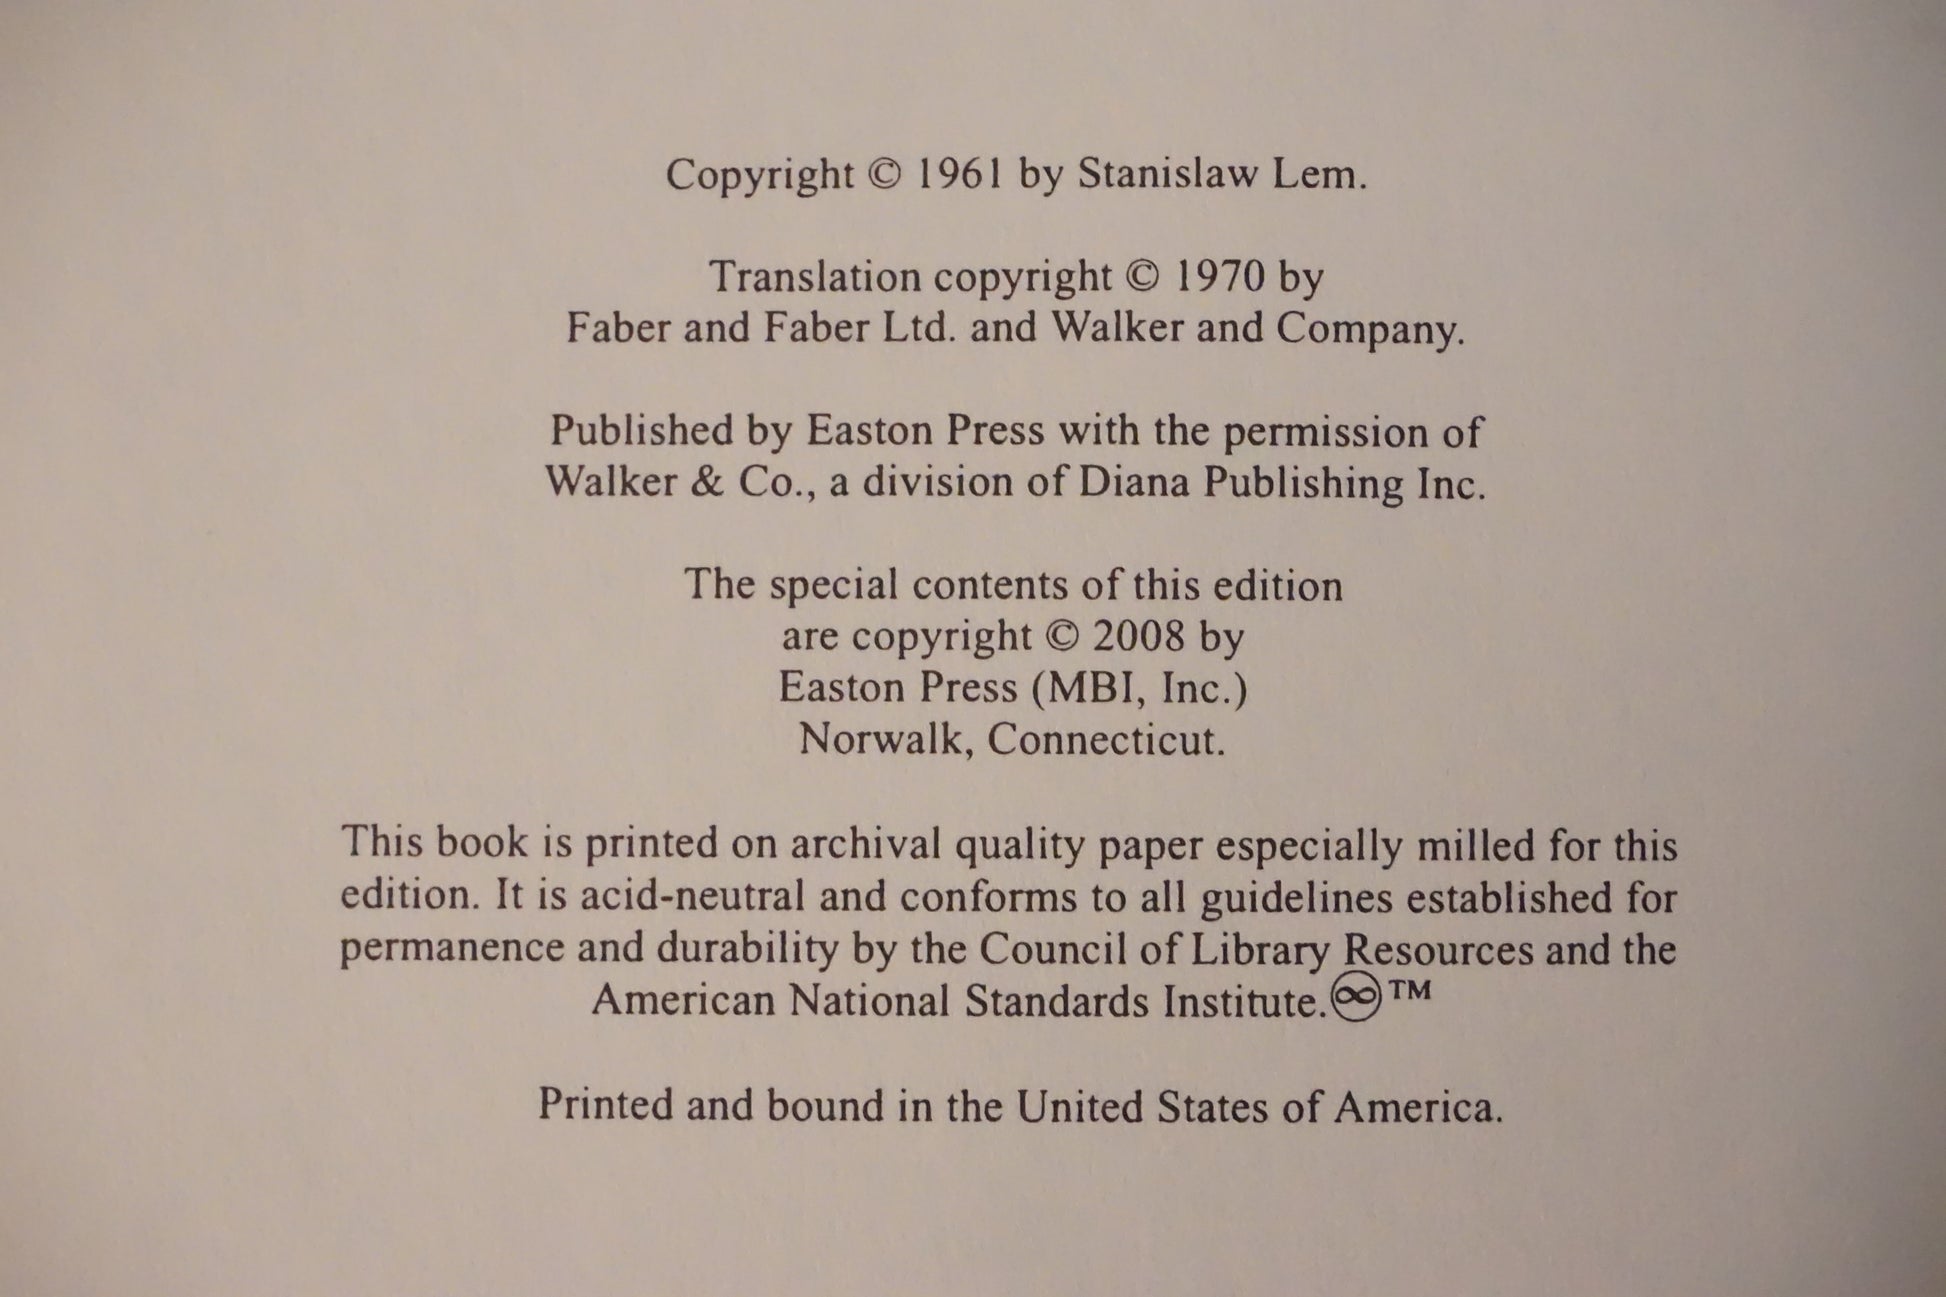 Copyright © 1961 by Stanislaw Lem.
Translation copyright © 1970 by
Faber and Faber Ltd. and Walker and Company.
Published by Easton Press with the permission of
Walker & Co., a division of Diana Publishing Inc.
The special contents of this edition
are copyright © 2008 by
Easton Press (MBI, Inc.)
Norwalk, Connecticut.
This book is printed on archival quality paper especially milled for this
edition. It is acid-neutral and conforms to all guidelines established for
permanence and durability by the Council of Library Resources and the
American National Standards Institute.♾™
Printed and bound in the United States of America.